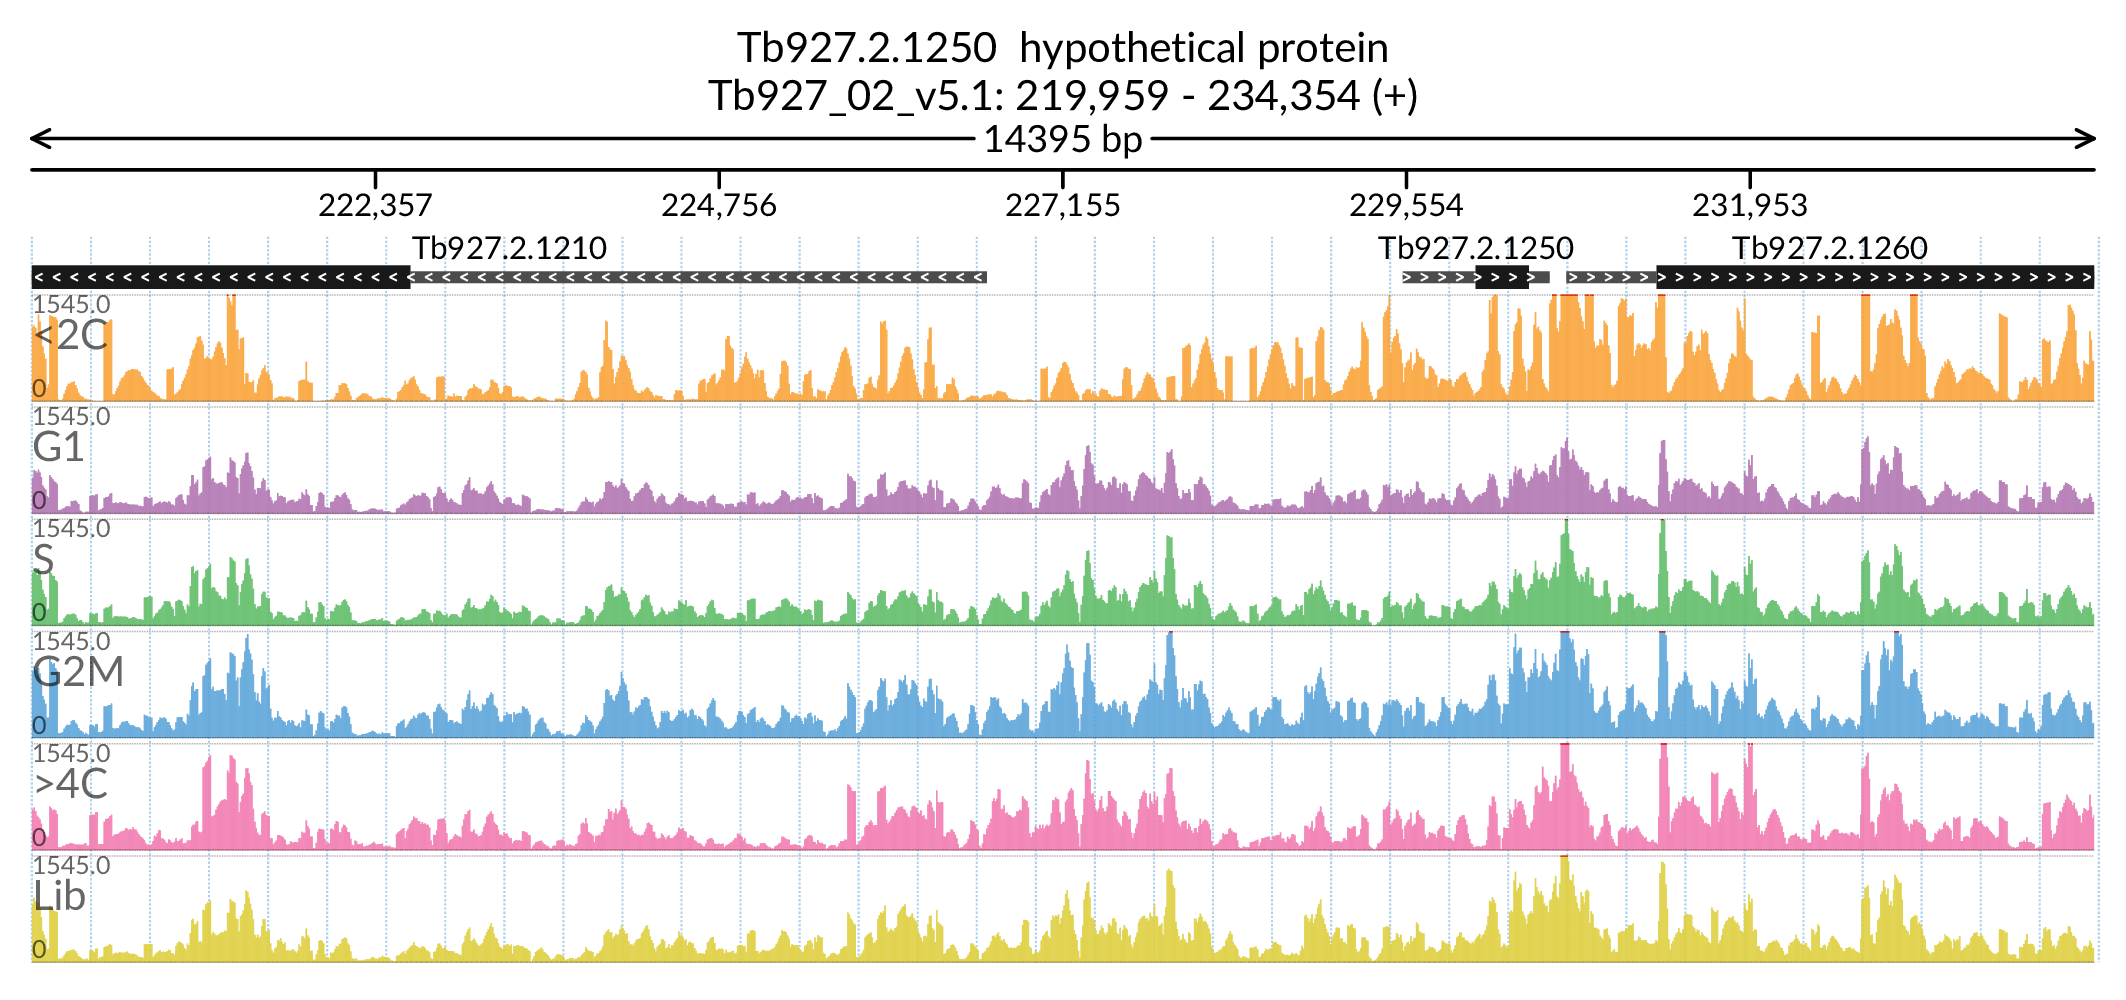 Tb927.2.1250 hypothetical protein
Tb927_02_v5.1: 219,959 - 234,354 (+)
14395 bp
222,357 224,756 227,155 229,554 231,953
Tb927.2.1210 Tb927.2.1250 Tb927.2.1260
1545.0
<2C
0
1545.0
G1
0
1545.0
S
0
1545.0
G2M
0
1545.0
>4C
0
1545.0
Lib
0